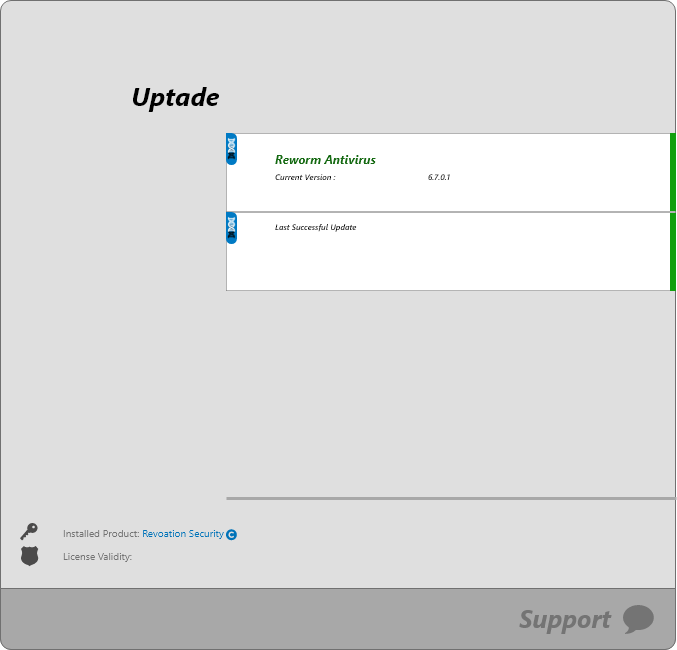 Uptade
Reworm Antivirus
Current Version : 6.7.0.1
Last Successful Update
Installed Product: Revoation Security C
License Validity:
Support